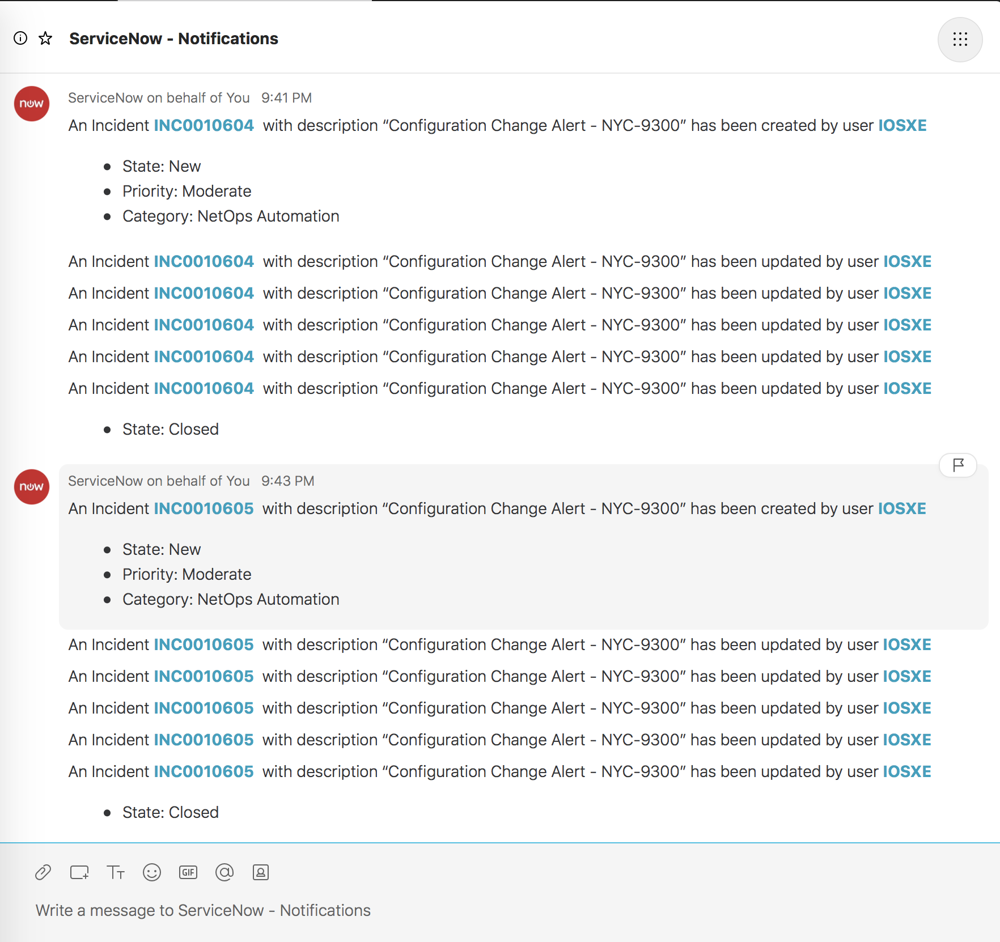 ServiceNow - Notifications
now
ServiceNow on behalf of You 9:41 PM
An Incident INC0010604 with description “Configuration Change Alert - NYC-9300” has been created by user IOSXE
• State: New
• Priority: Moderate
• Category: NetOps Automation
An Incident INC0010604 with description “Configuration Change Alert - NYC-9300” has been updated by user IOSXE
An Incident INC0010604 with description “Configuration Change Alert - NYC-9300” has been updated by user IOSXE
An Incident INC0010604 with description “Configuration Change Alert - NYC-9300” has been updated by user IOSXE
An Incident INC0010604 with description “Configuration Change Alert - NYC-9300” has been updated by user IOSXE
An Incident INC0010604 with description “Configuration Change Alert - NYC-9300” has been updated by user IOSXE
• State: Closed
now
ServiceNow on behalf of You 9:43 PM
An Incident INC0010605 with description “Configuration Change Alert - NYC-9300” has been created by user IOSXE
• State: New
• Priority: Moderate
• Category: NetOps Automation
An Incident INC0010605 with description “Configuration Change Alert - NYC-9300” has been updated by user IOSXE
An Incident INC0010605 with description “Configuration Change Alert - NYC-9300” has been updated by user IOSXE
An Incident INC0010605 with description “Configuration Change Alert - NYC-9300” has been updated by user IOSXE
An Incident INC0010605 with description “Configuration Change Alert - NYC-9300” has been updated by user IOSXE
An Incident INC0010605 with description “Configuration Change Alert - NYC-9300” has been updated by user IOSXE
• State: Closed
TT GIF @
Write a message to ServiceNow - Notifications